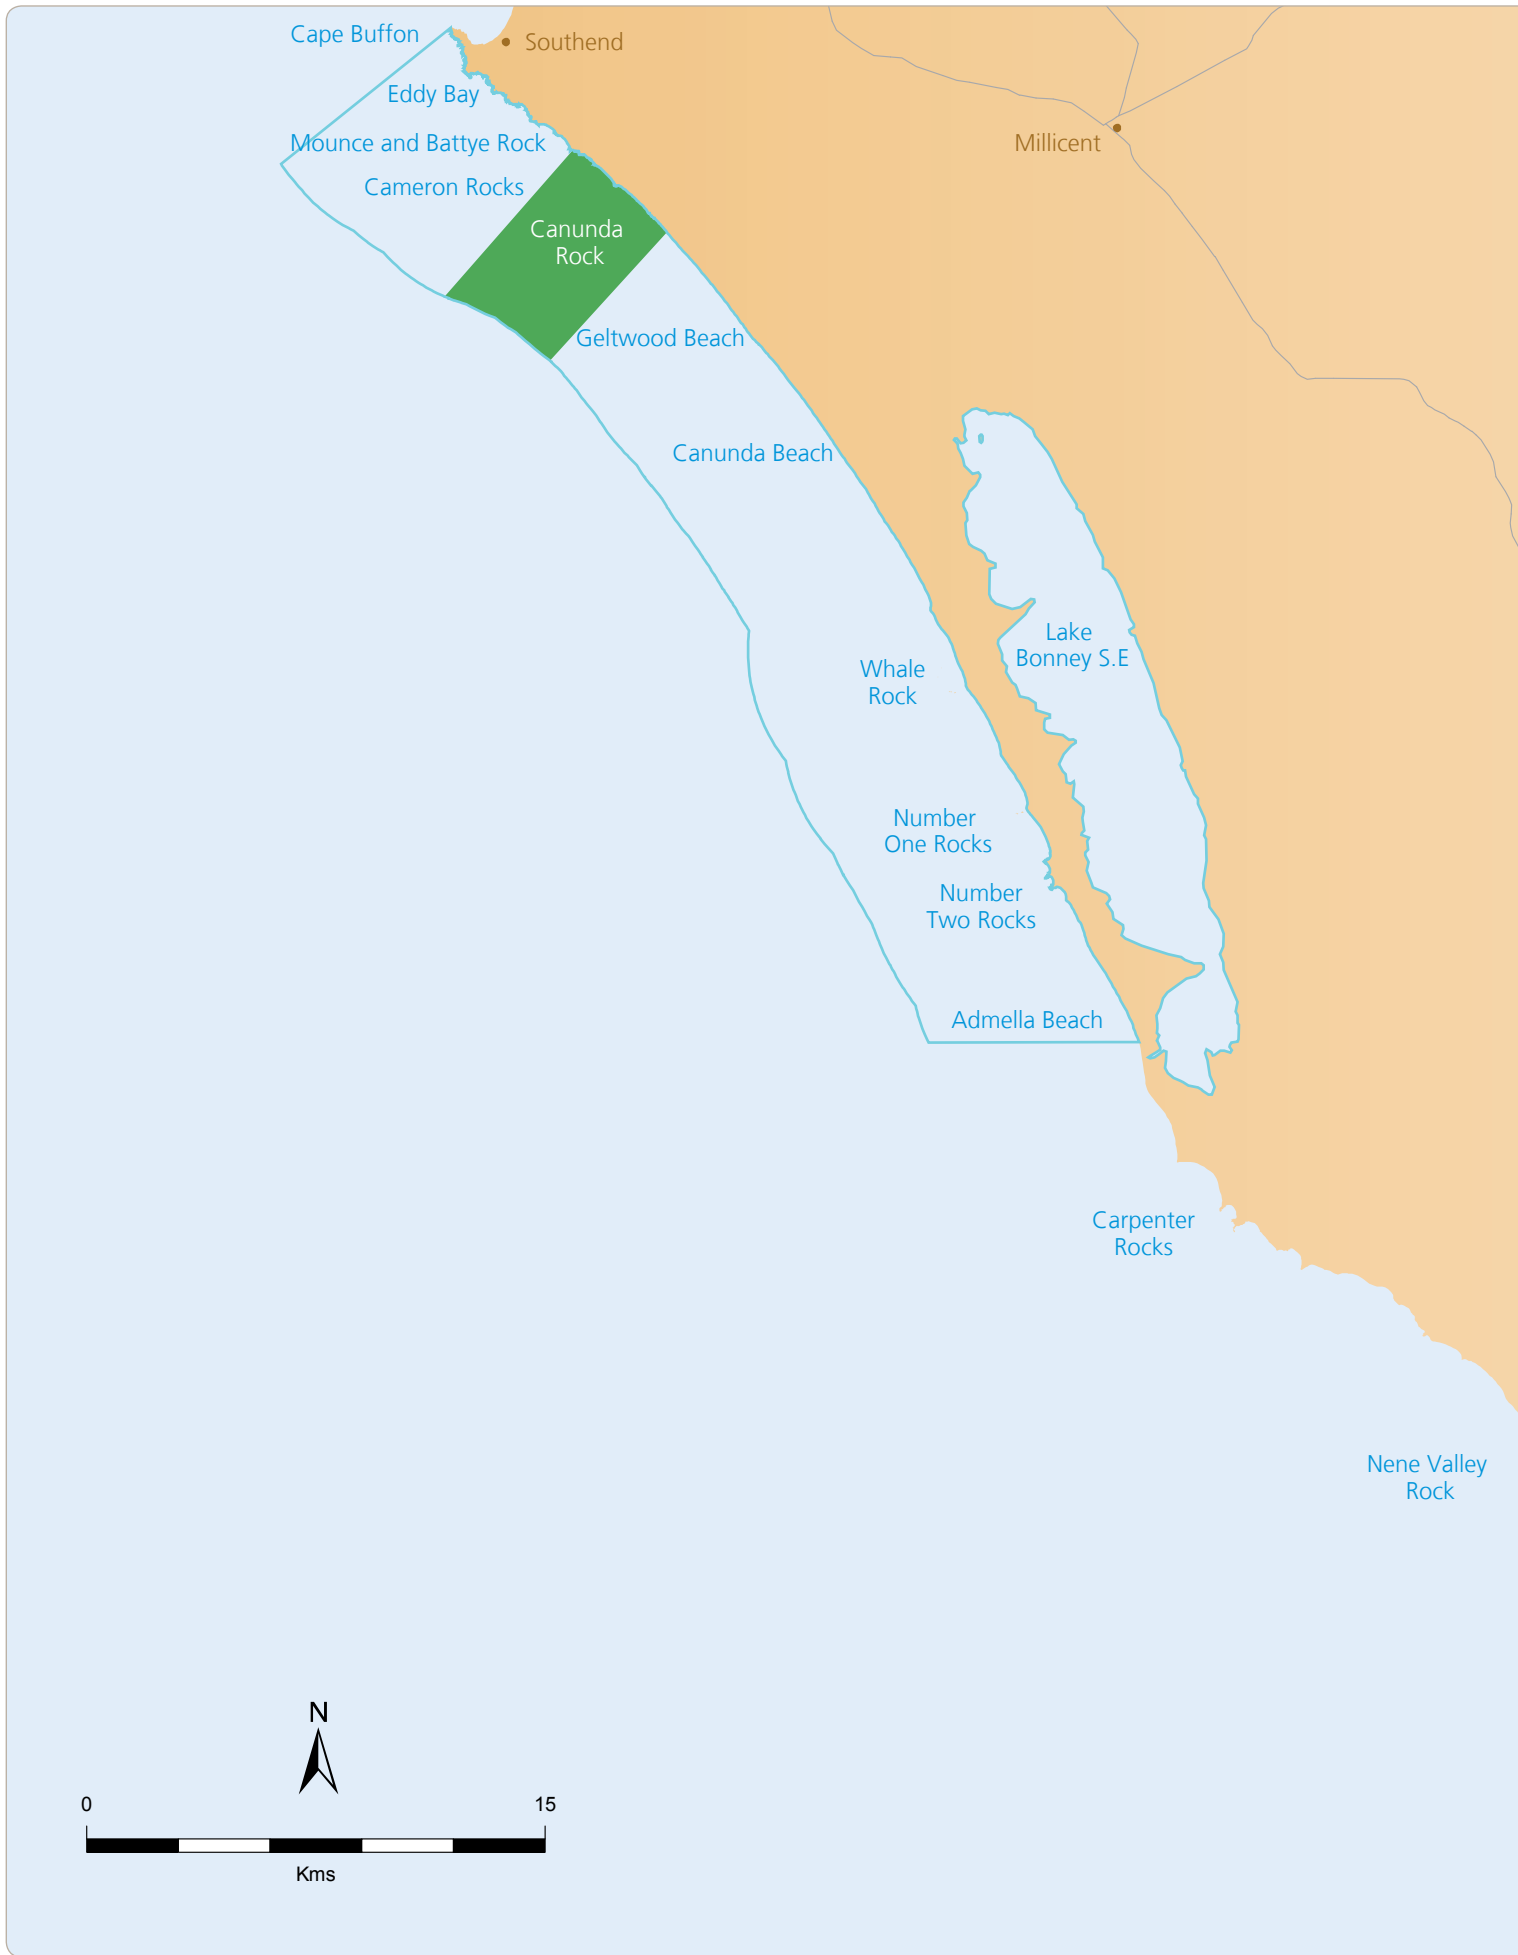 Cape Buffon
Southend
Eddy Bay
Mounce and Battye Rock
Millicent
Cameron Rocks
Canunda
Rock
Geltwood Beach
Canunda Beach
Lake
Bonney S.E
Whale
Rock
Number
One Rocks
Number
Two Rocks
Admella Beach
Carpenter
Rocks
Nene Valley
Rock
N
0
15
Kms